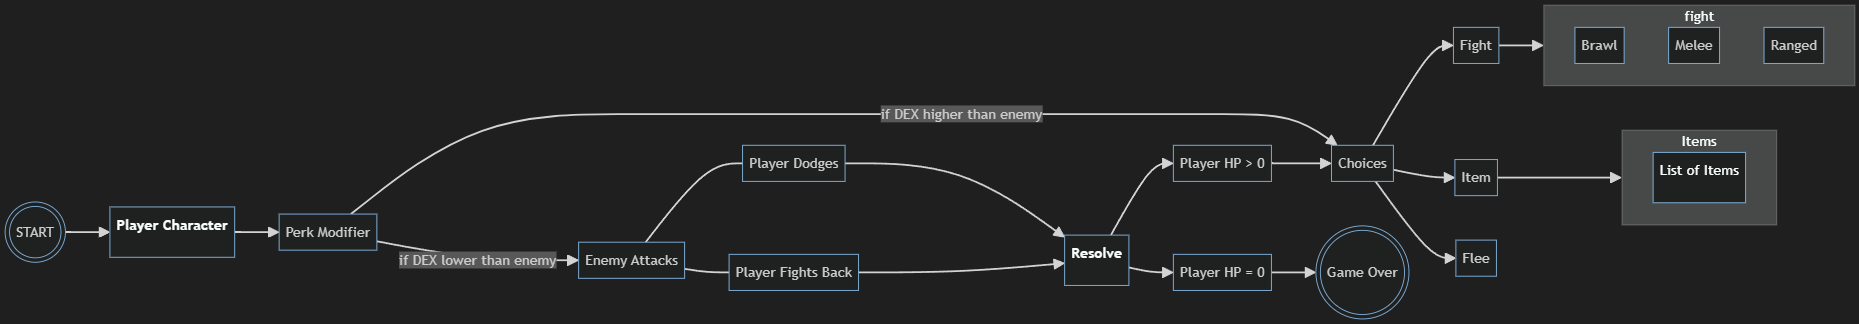 START
Player Character
Perk Modifier
if DEX higher than enemy
if DEX lower than enemy
Enemy Attacks
Player Dodges
Player Fights Back
Resolve
Player HP > 0
Player HP = 0
Game Over
Choices
Fight
Item
Flee
fight
Brawl
Melee
Ranged
Items
List of Items